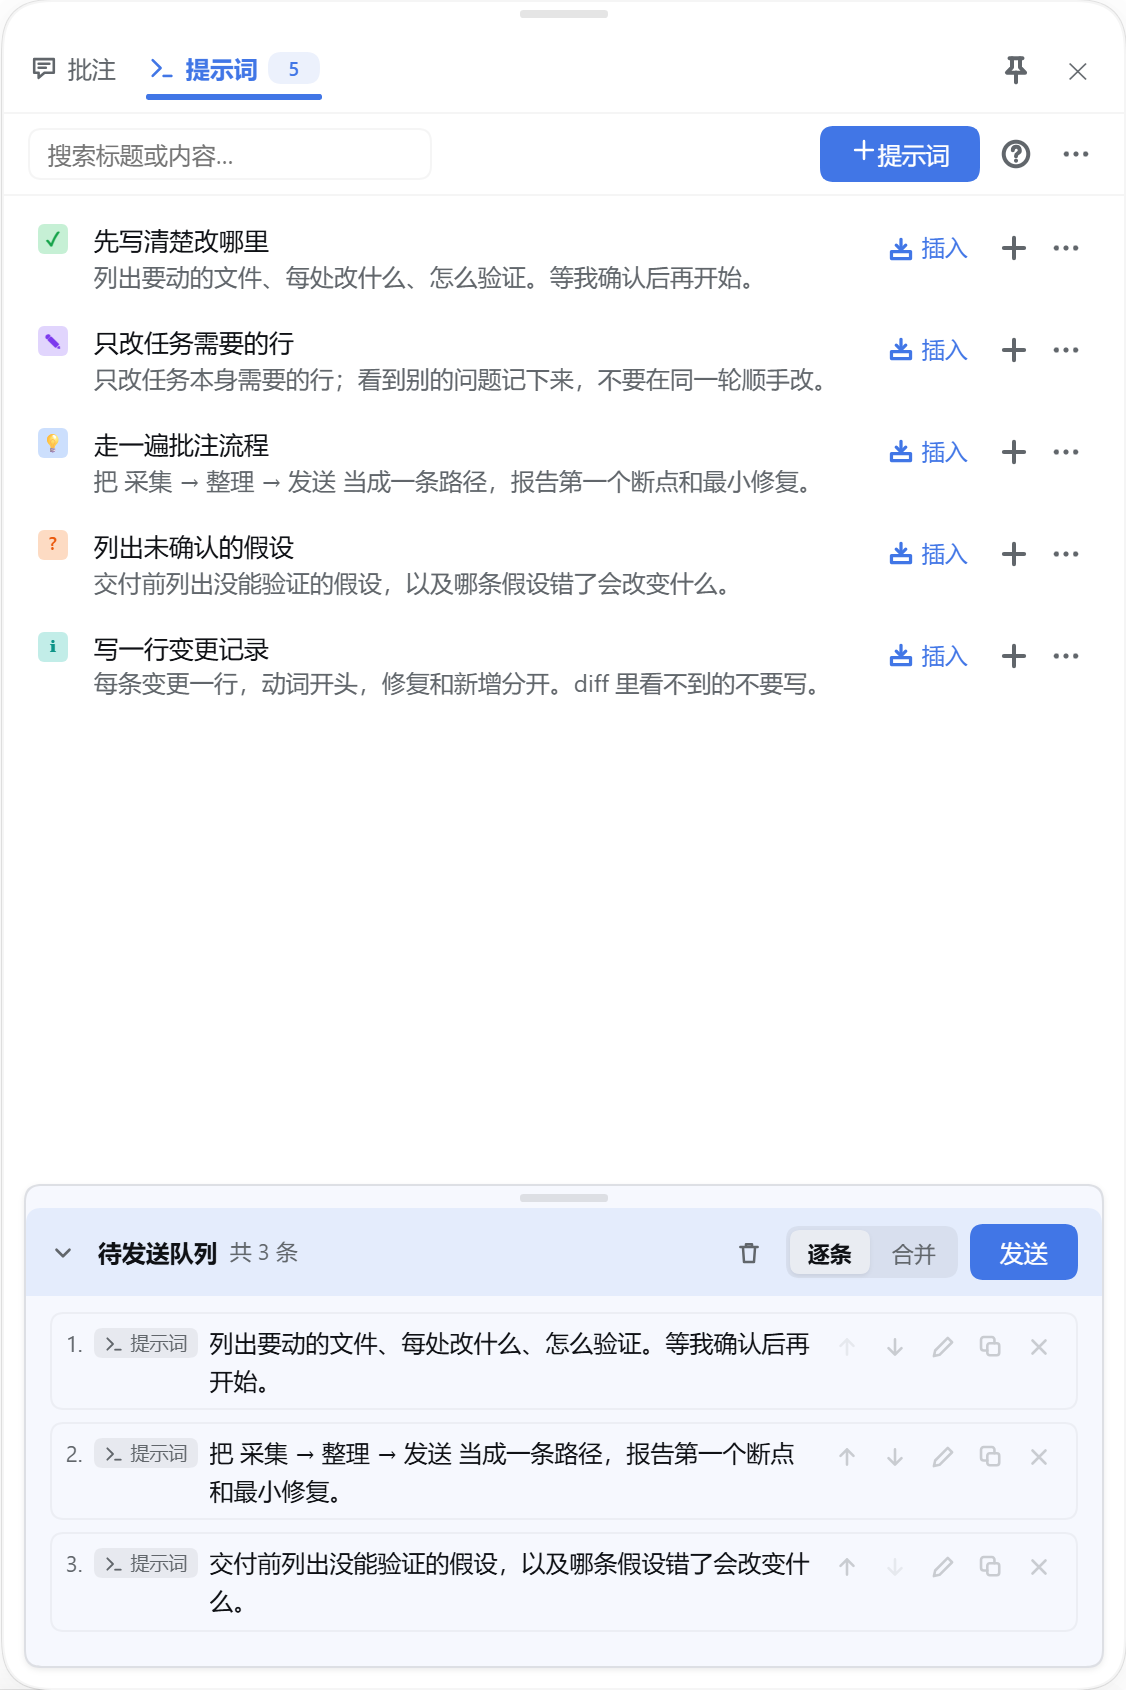 批注
提示词 5
搜索标题或内容...
+提示词
先写清楚改哪里
列出要动的文件、每处改什么、怎么验证。等我确认后再开始。
插入
只改任务需要的行
只改任务本身需要的行；看到别的问题记下来，不要在同一轮顺手改。
插入
走一遍批注流程
把 采集 → 整理 → 发送 当成一条路径，报告第一个断点和最小修复。
插入
列出未确认的假设
交付前列出没能验证的假设，以及哪条假设错了会改变什么。
插入
写一行变更记录
每条变更一行，动词开头，修复和新增分开。diff 里看不到的不要写。
插入
待发送队列 共 3 条
逐条 合并 发送
1. 提示词 列出要动的文件、每处改什么、怎么验证。等我确认后再
开始。
2. 提示词 把 采集 → 整理 → 发送 当成一条路径，报告第一个断点
和最小修复。
3. 提示词 交付前列出没能验证的假设，以及哪条假设错了会改变什
么。